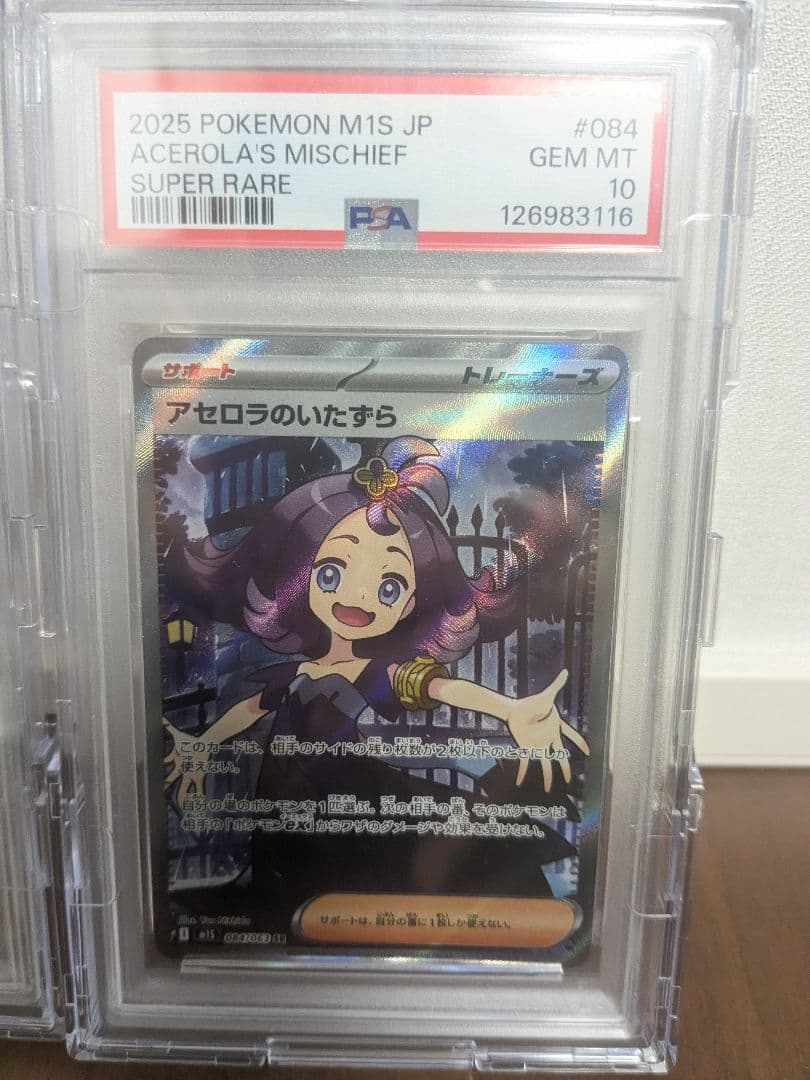 2025 POKEMON M1S JP #084
ACEROLA'S MISCHIEF GEM MT
SUPER RARE 10
PSA 126983116
サポート トレーナーズ
アセロラのいたずら
このカードは、相手のサイドの残り枚数が2枚以下のときにしか
使えない。
自分の場のポケモンを1匹選ぶ。次の相手の番、そのポケモンは
相手の「ポケモンex」からワザのダメージや効果を受けない。
サポートは、自分の番に1枚しか使えない。
Illus. Yuu Nishida
m1S 084/063 SR